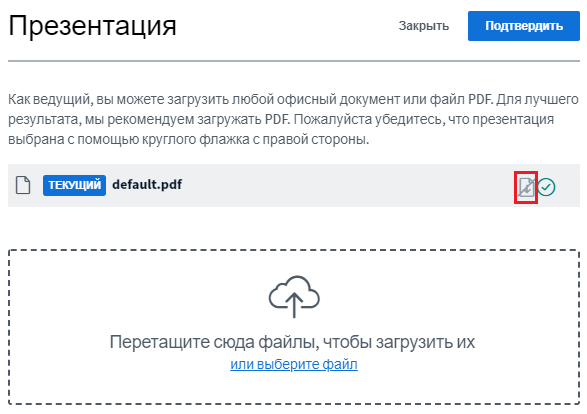 Презентация
Закрыть
Подтвердить
Как ведущий, вы можете загрузить любой офисный документ или файл PDF. Для лучшего
результата, мы рекомендуем загружать PDF. Пожалуйста убедитесь, что презентация
выбрана с помощью круглого флажка с правой стороны.
ТЕКУЩИЙ default.pdf
Перетащите сюда файлы, чтобы загрузить их
или выберите файл